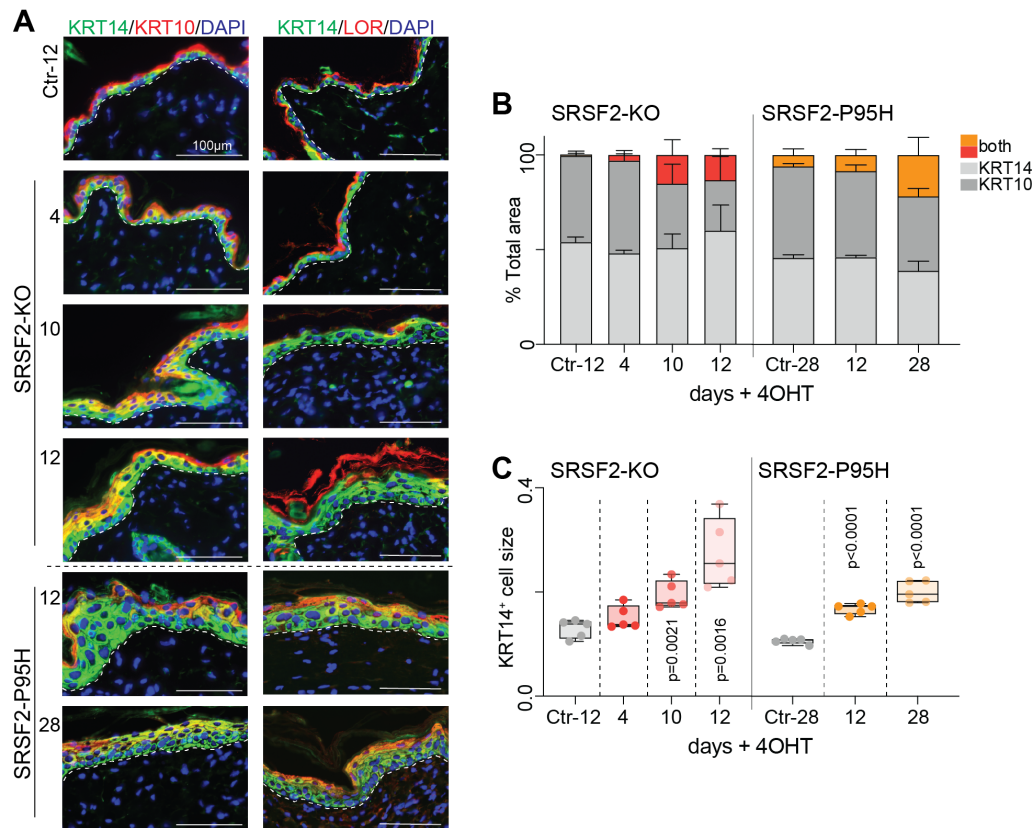 A
KRT14/KRT10/DAPI
KRT14/LOR/DAPI
Ctr-12
100µm
SRSF2-KO
4
10
12
SRSF2-P95H
12
28
B
SRSF2-KO
SRSF2-P95H
both
KRT14
KRT10
% Total area
100
0
Ctr-12 4 10 12 Ctr-28 12 28
days + 4OHT
C
SRSF2-KO
SRSF2-P95H
KRT14+ cell size
0.4
0.0
p=0.0021
p=0.0016
p<0.0001
p<0.0001
Ctr-12 4 10 12 Ctr-28 12 28
days + 4OHT